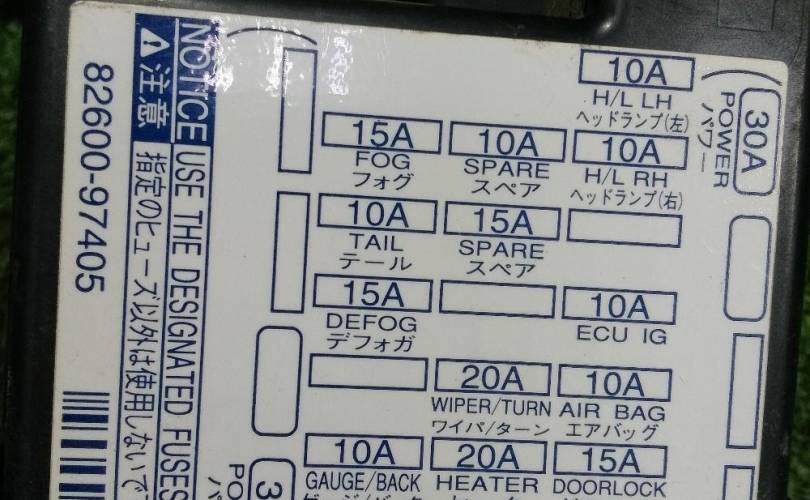 10A
H/L LH
ヘッドランプ(左)
30A
POWER
パワー
15A
FOG
フォグ
10A
SPARE
スペア
10A
H/L RH
ヘッドランプ(右)
10A
TAIL
テール
15A
SPARE
スペア
15A
DEFOG
デフォガ
10A
ECU IG
20A
WIPER/TURN
ワイパ/ターン
10A
AIR BAG
エアバッグ
10A
GAUGE/BACK
20A
HEATER
15A
DOORLOCK
NOTICE USE THE DESIGNATED FUSES
注意 指定のヒューズ以外は使用しないで
82600-97405